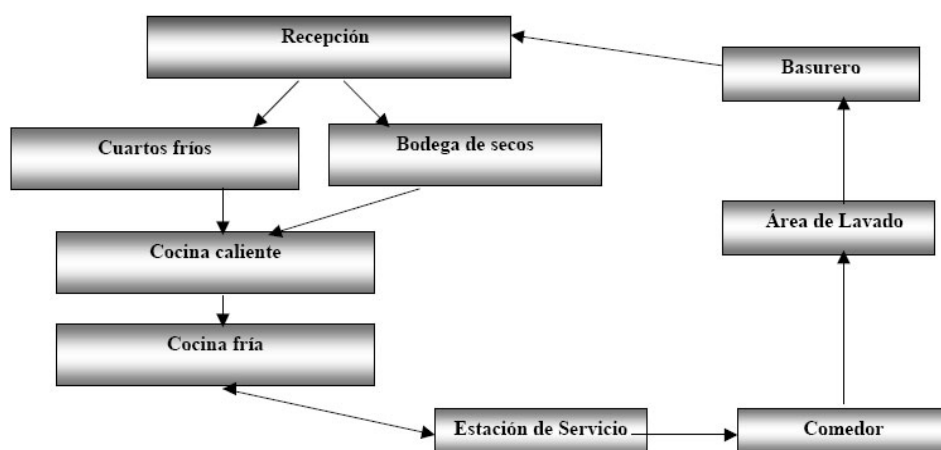 Recepción
Basurero
Cuartos fríos
Bodega de secos
Área de Lavado
Cocina caliente
Cocina fría
Estación de Servicio
Comedor